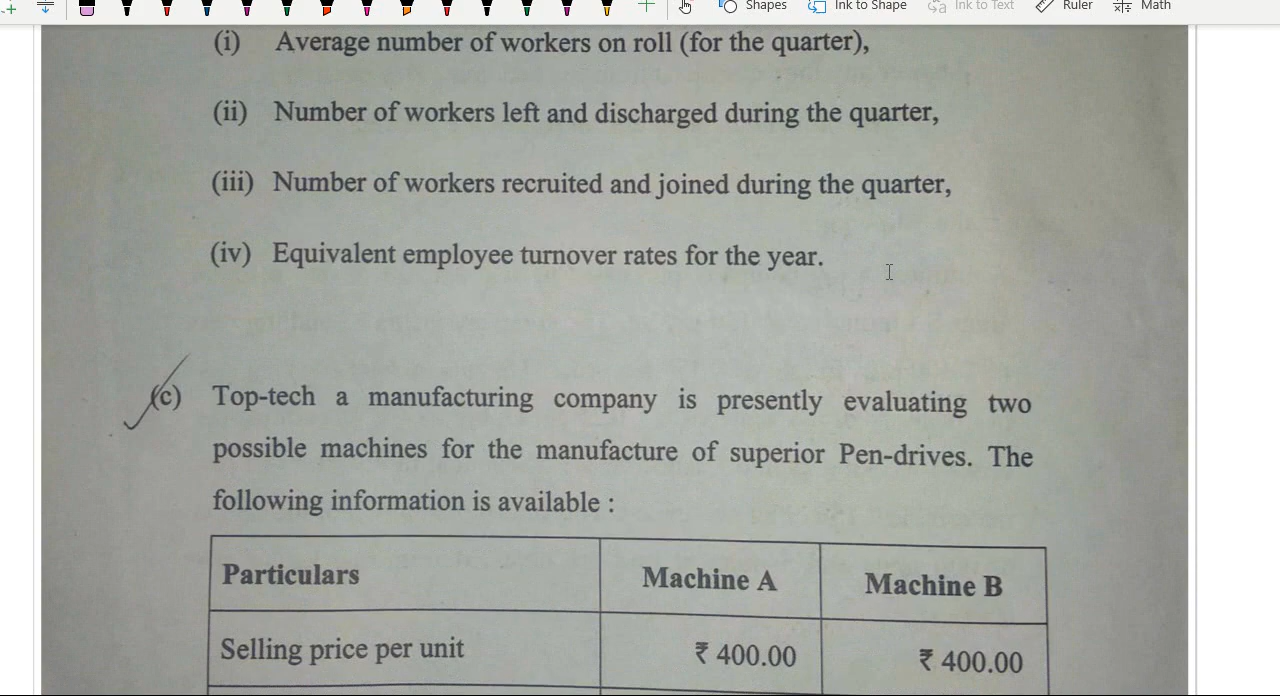 Shapes Ink to Shape Ink to Text Ruler Math
(i) Average number of workers on roll (for the quarter),
(ii) Number of workers left and discharged during the quarter,
(iii) Number of workers recruited and joined during the quarter,
(iv) Equivalent employee turnover rates for the year.
(c) Top-tech a manufacturing company is presently evaluating two
possible machines for the manufacture of superior Pen-drives. The
following information is available :
Particulars Machine A Machine B
Selling price per unit ₹ 400.00 ₹ 400.00